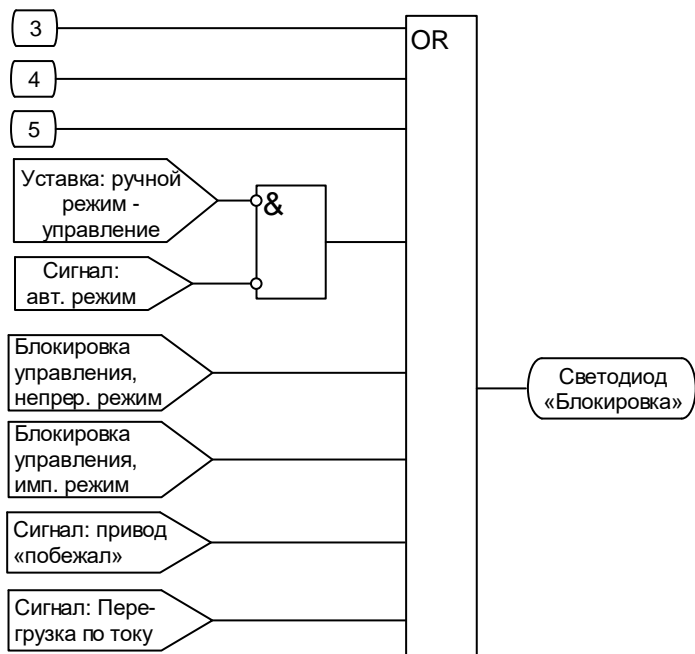 3
OR
4
5
Уставка: ручной
режим -
управление
&
Сигнал:
авт. режим
Блокировка
управления,
непрер. режим
Светодиод
«Блокировка»
Блокировка
управления,
имп. режим
Сигнал: привод
«побежал»
Сигнал: Пере-
грузка по току